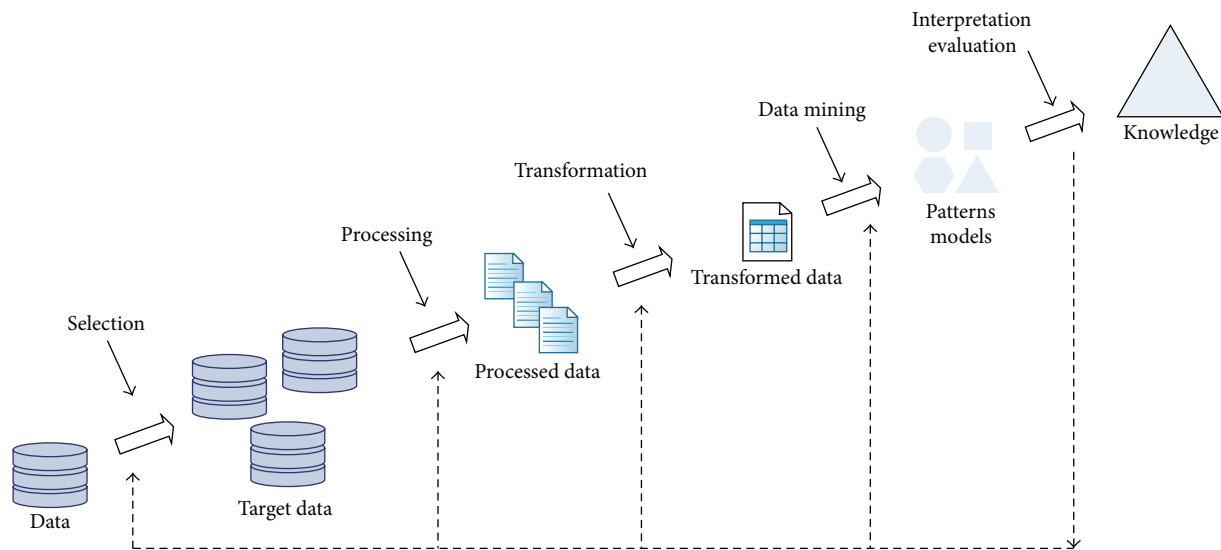 Interpretation
evaluation
Knowledge
Data mining
Patterns
models
Transformation
Transformed data
Processing
Processed data
Selection
Target data
Data